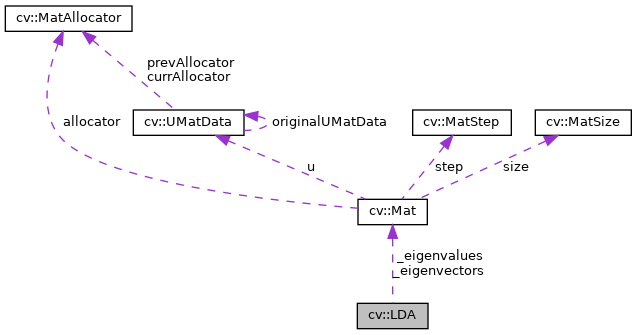 cv::MatAllocator
prevAllocator
currAllocator
allocator
cv::UMatData
originalUMatData
cv::MatStep
cv::MatSize
u
step
size
cv::Mat
_eigenvalues
_eigenvectors
cv::LDA